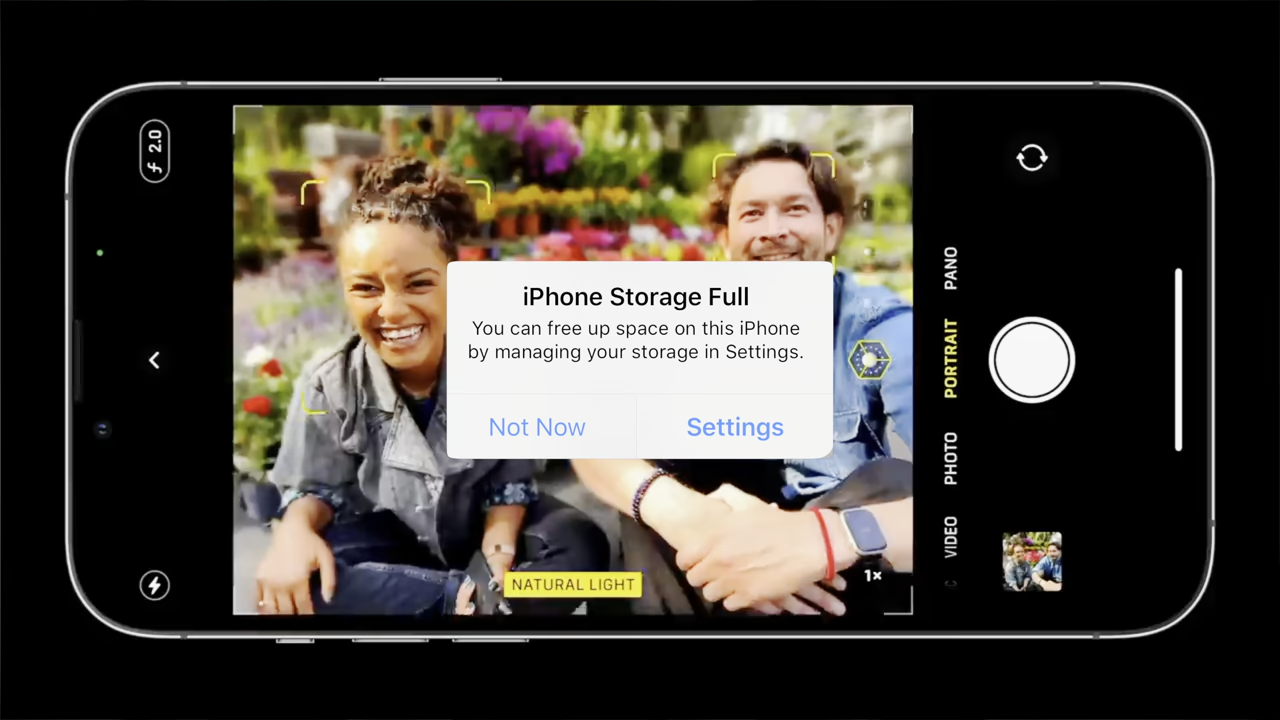 ƒ 2.0
iPhone Storage Full
You can free up space on this iPhone
by managing your storage in Settings.
Not Now
Settings
NATURAL LIGHT
1×
PANO
PORTRAIT
PHOTO
VIDEO